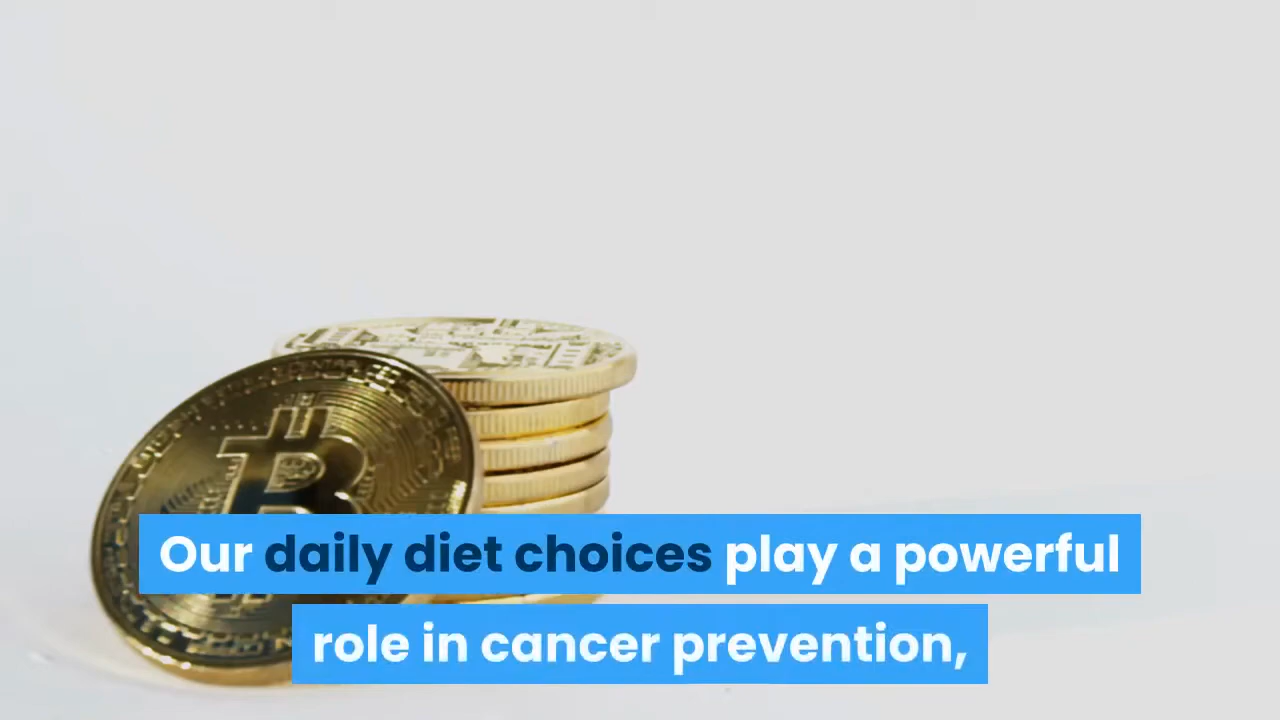 Our daily diet choices play a powerful
role in cancer prevention,